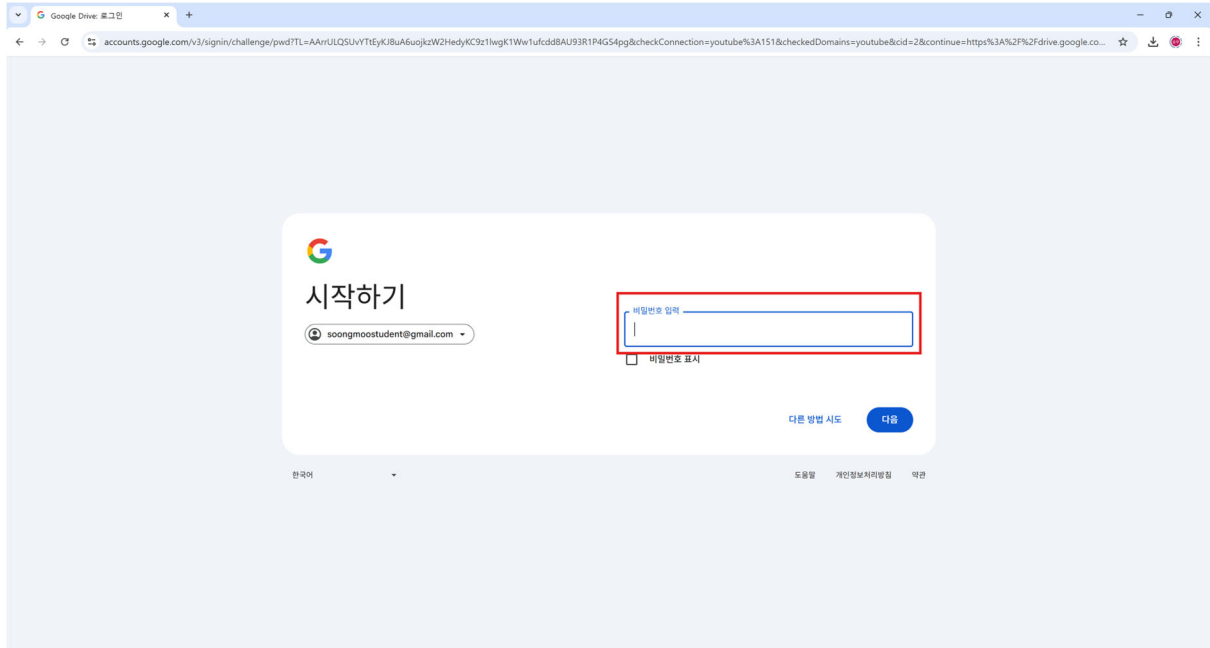 Google Drive: 로그인
accounts.google.com/v3/signin/challenge/pwd?TL=AArrULQSUvYTtEyKJ8uA6uojkzW2HedyKC9z1lwgK1Ww1ufcdd8AU93R1P4GS4pg&checkConnection=youtube%3A151&checkedDomains=youtube&cid=2&continue=https%3A%2F%2Fdrive.google.co...
시작하기
soongmoostudent@gmail.com
비밀번호 입력
비밀번호 표시
다른 방법 시도 다음
한국어 도움말 개인정보처리방침 약관